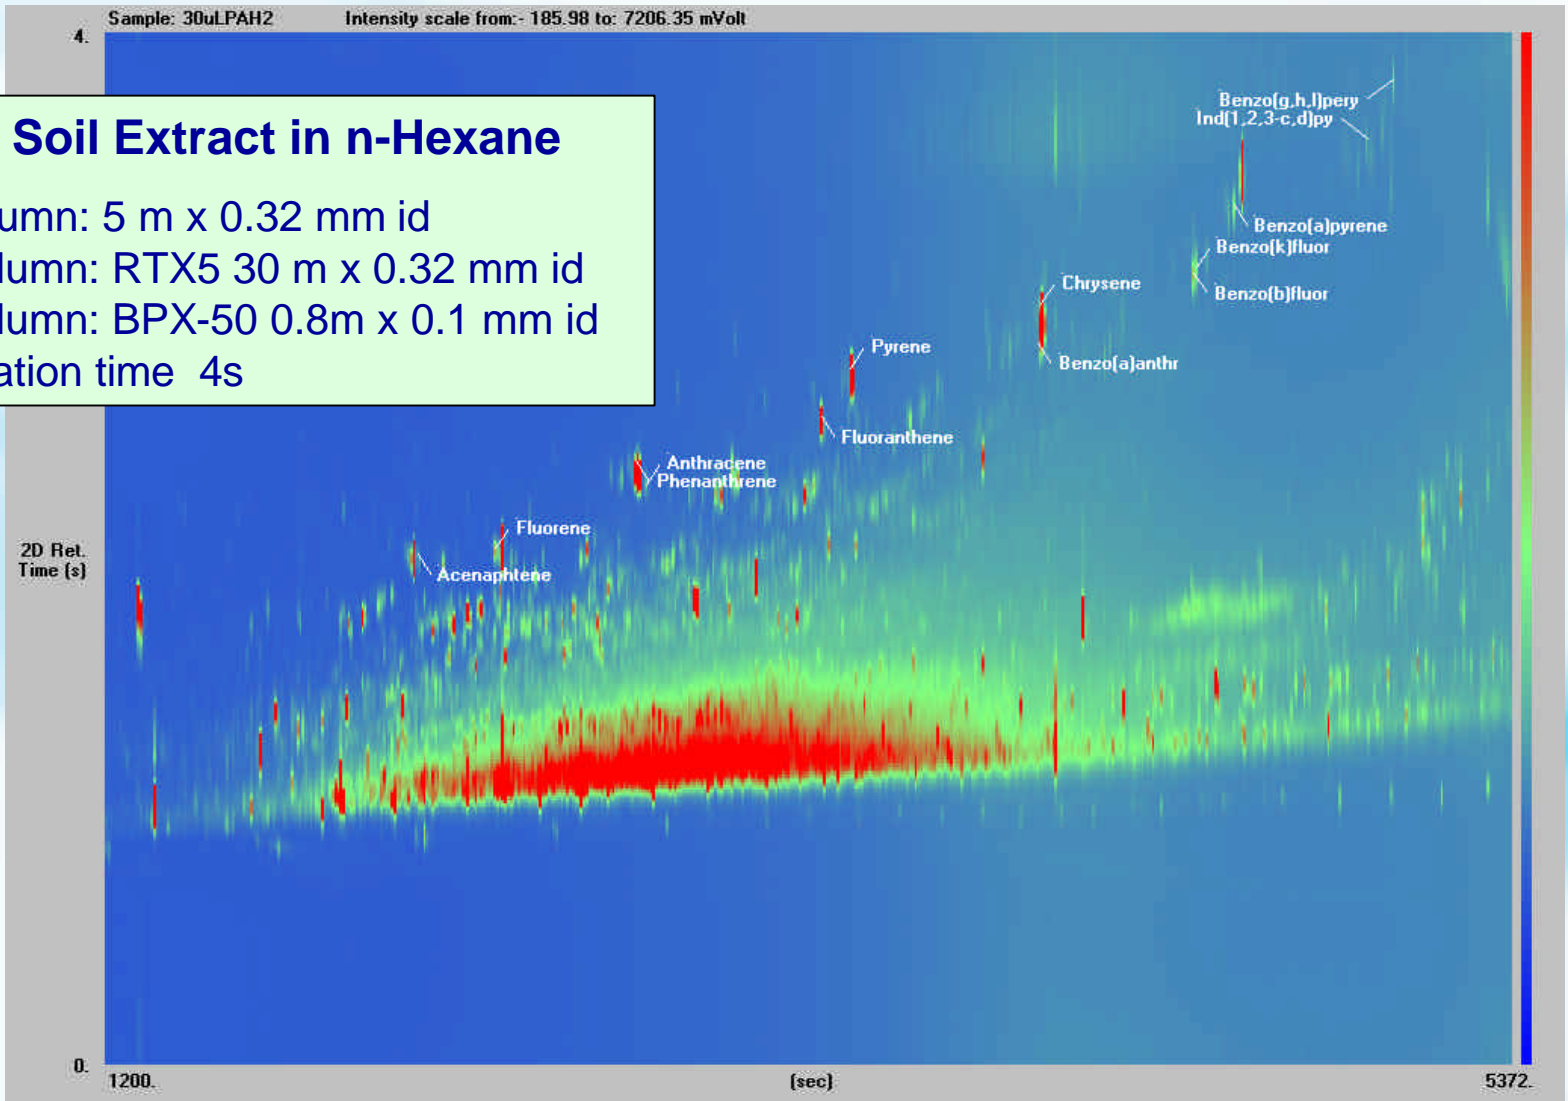 Sample: 30uLPAH2 Intensity scale from:- 185.98 to: 7206.35 mVolt
4.
Soil Extract in n-Hexane
umn: 5 m x 0.32 mm id
lumn: RTX5 30 m x 0.32 mm id
lumn: BPX-50 0.8m x 0.1 mm id
ation time 4s
Benzo(g,h,I)pery
Ind(1,2,3-c,d)py
Benzo(a)pyrene
Benzo(k)fluor
Benzo(b)fluor
Chrysene
Benzo(a)anthr
Pyrene
Fluoranthene
Anthracene
Phenanthrene
Fluorene
Acenaphtene
2D Ret.
Time (s)
0.
1200. (sec) 5372.